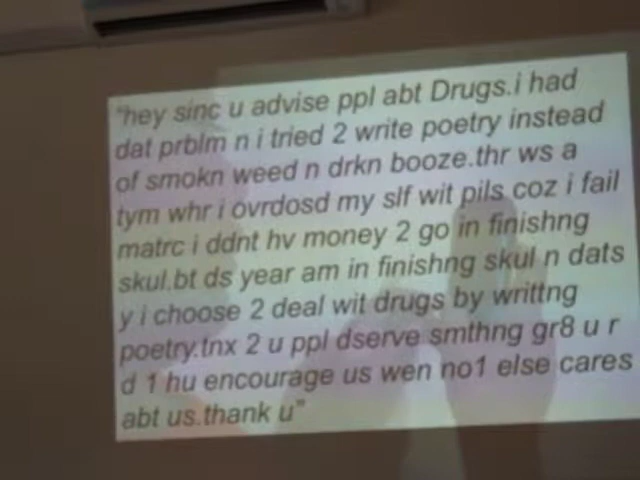 "hey sinc u advise ppl abt Drugs.i had
dat prblm n i tried 2 write poetry instead
of smokn weed n drkn booze.thr ws a
tym whr i ovrdosd my slf wit pils coz i fail
matrc i ddnt hv money 2 go in finishng
skul.bt ds year am in finishng skul n dats
y i choose 2 deal wit drugs by writtng
poetry.tnx 2 u ppl dserve smthng gr8 u r
d 1 hu encourage us wen no1 else cares
abt us.thank u"